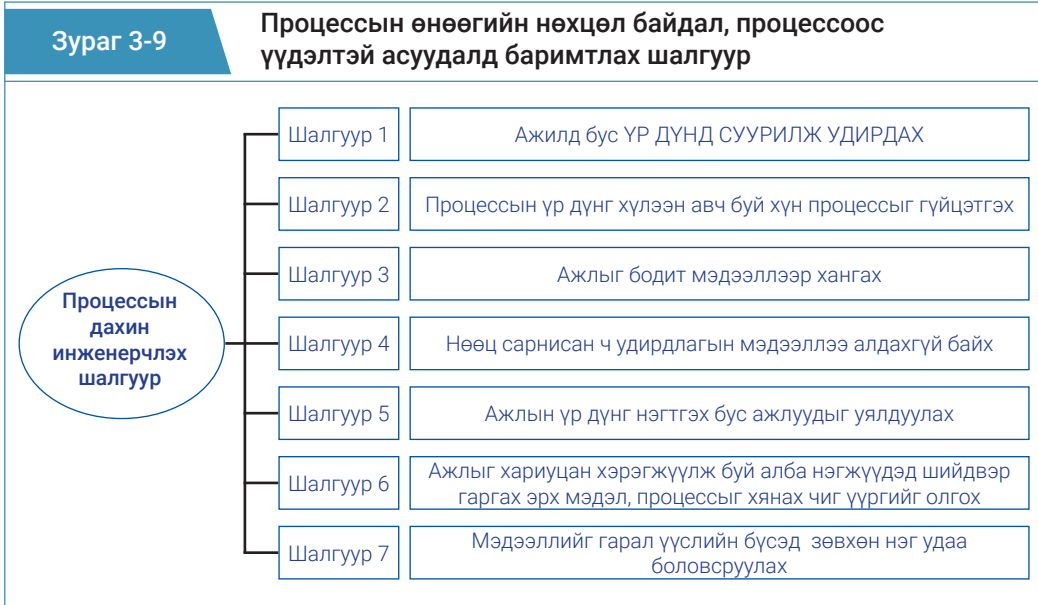 Зураг 3-9
Процессын өнөөгийн нөхцөл байдал, процессоос
үүдэлтэй асуудалд баримтлах шалгуур
Процессын
дахин
инженерчлэх
шалгуур
Шалгуур 1
Ажилд бус ҮР ДҮНД СУУРИЛЖ УДИРДАХ
Шалгуур 2
Процессын үр дүнг хүлээн авч буй хүн процессыг гүйцэтгэх
Шалгуур 3
Ажлыг бодит мэдээллээр хангах
Шалгуур 4
Нөөц сарнисан ч удирдлагын мэдээллээ алдахгүй байх
Шалгуур 5
Ажлын үр дүнг нэгтгэх бус ажлуудыг уялдуулах
Шалгуур 6
Ажлыг хариуцан хэрэгжүүлж буй алба нэгжүүдэд шийдвэр
гаргах эрх мэдэл, процессыг хянах чиг үүргийг олгох
Шалгуур 7
Мэдээллийг гарал үүслийн бүсэд зөвхөн нэг удаа
боловсруулах